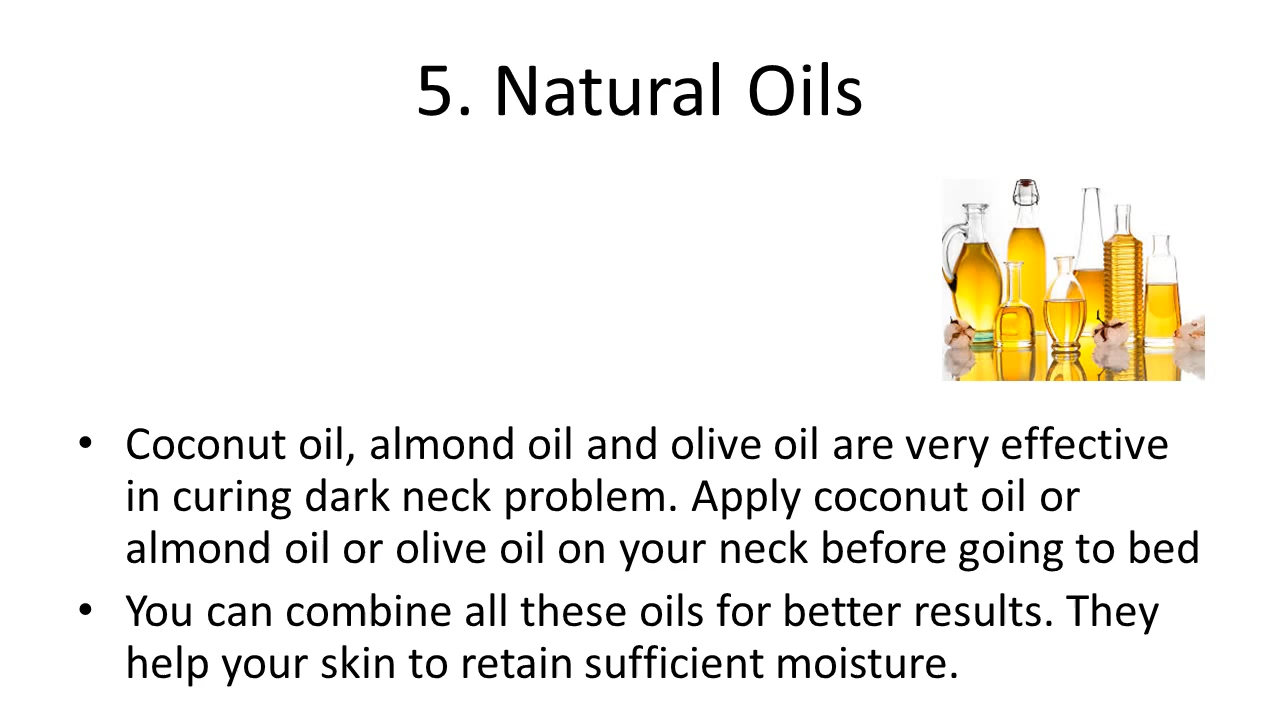 5. Natural Oils
• Coconut oil, almond oil and olive oil are very effective
in curing dark neck problem. Apply coconut oil or
almond oil or olive oil on your neck before going to bed
• You can combine all these oils for better results. They
help your skin to retain sufficient moisture.